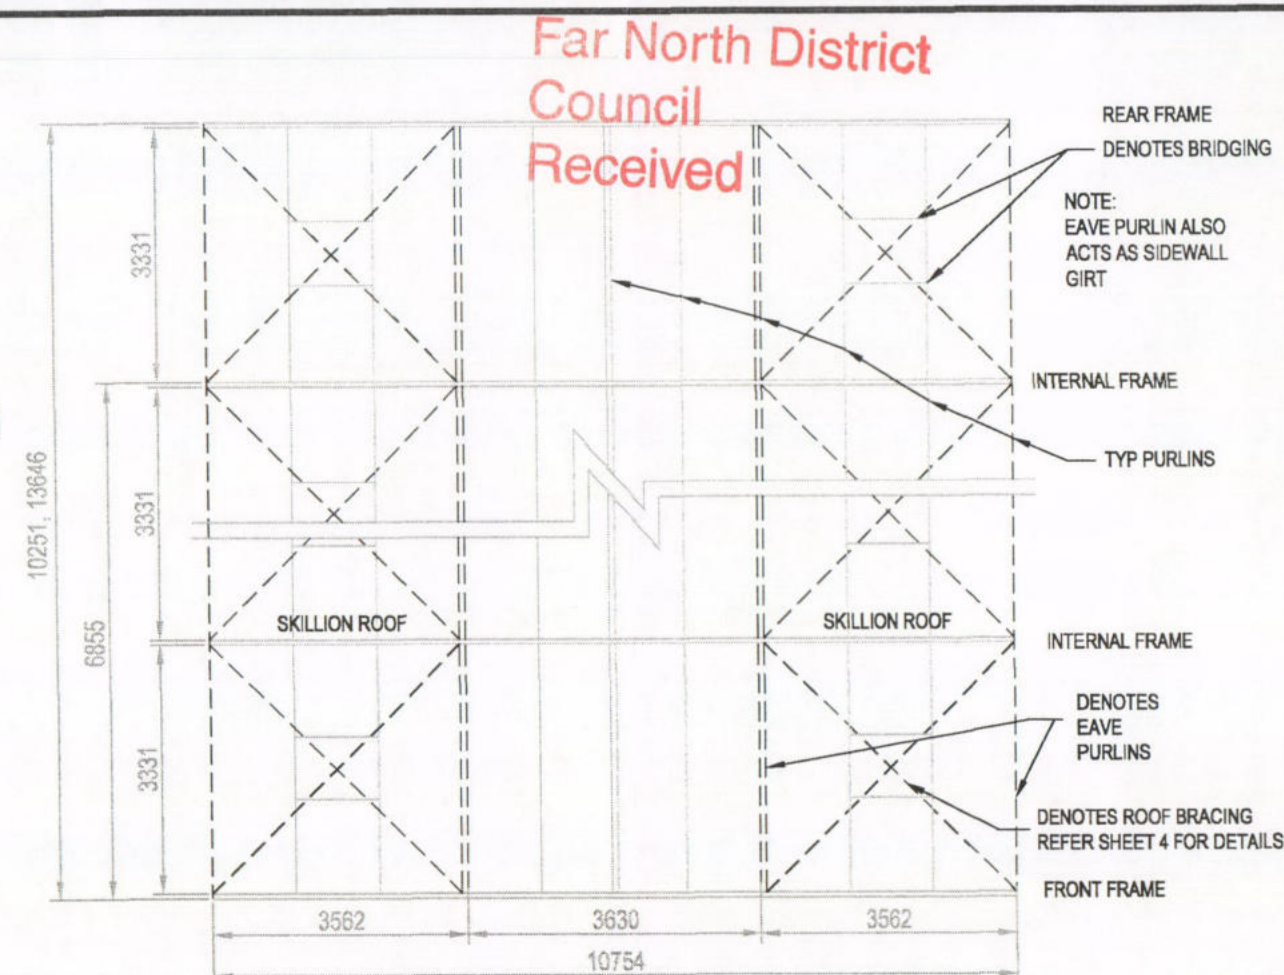 Far North District
Council
Received
REAR FRAME
DENOTES BRIDGING
NOTE:
EAVE PURLIN ALSO
ACTS AS SIDEWALL
GIRT
3331
INTERNAL FRAME
TYP PURLINS
10251, 13646
3331
6855
SKILLION ROOF
SKILLION ROOF
INTERNAL FRAME
DENOTES
EAVE
PURLINS
3331
DENOTES ROOF BRACING
REFER SHEET 4 FOR DETAILS
FRONT FRAME
3562
3630
3562
10754